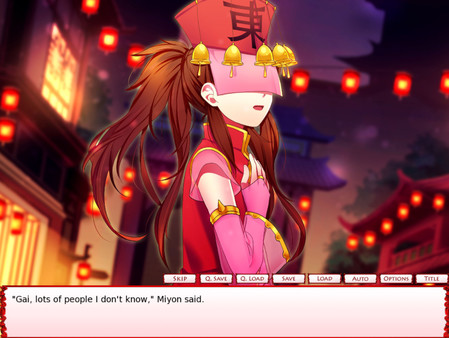 東
SKIP
Q. SAVE
Q. LOAD
SAVE
LOAD
AUTO
OPTIONS
TITLE
"Gai, lots of people I don't know," Miyon said.